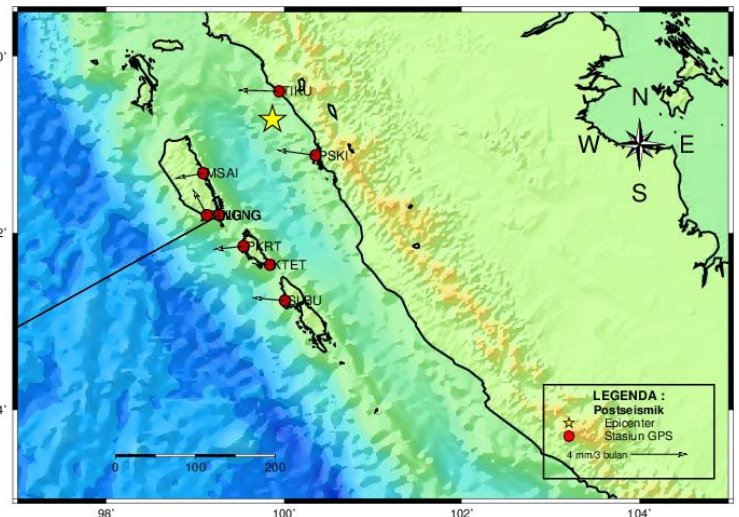 0˚
N
TIKU
W
E
PSKI
S
MSAI
NGNG
2˚
PKRT
KTET
SLBU
LEGENDA :
Postseismik
Epicenter
Stasiun GPS
4˚
4 mm/3 bulan
0 100 200
98˚ 100˚ 102˚ 104˚